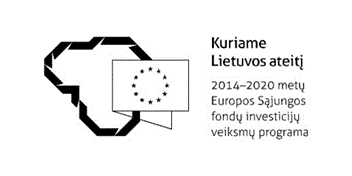 Kuriame
Lietuvos ateitį
2014–2020 metų
Europos Sąjungos
fondų investicijų
veiksmų programa